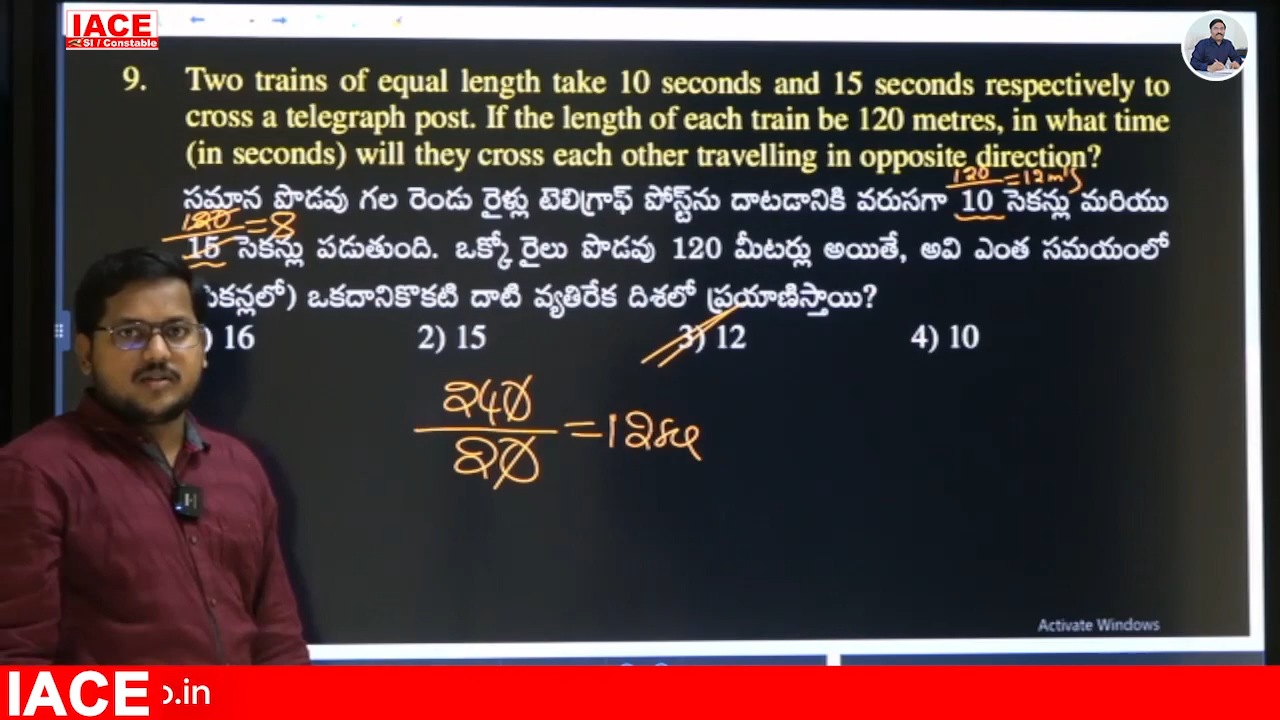 IACE
SI / Constable
9. Two trains of equal length take 10 seconds and 15 seconds respectively to
cross a telegraph post. If the length of each train be 120 metres, in what time
(in seconds) will they cross each other travelling in opposite direction?
120 = 12 m/s
సమాన పొడవు గల రెండు రైళ్లు టెలిగ్రాఫ్ పోస్ట్‌ను దాటడానికి వరుసగా 10 సెకన్లు మరియు
120 = 8
15 సెకన్లు పడుతుంది. ఒక్కో రైలు పొడవు 120 మీటర్లు అయితే, అవి ఎంత సమయంలో
కన్లలో) ఒకదానికొకటి దాటి వ్యతిరేక దిశలో ప్రయాణిస్తాయి?
) 16 2) 15 3) 12 4) 10
240
20 = 12
Activate Windows
IACE .in